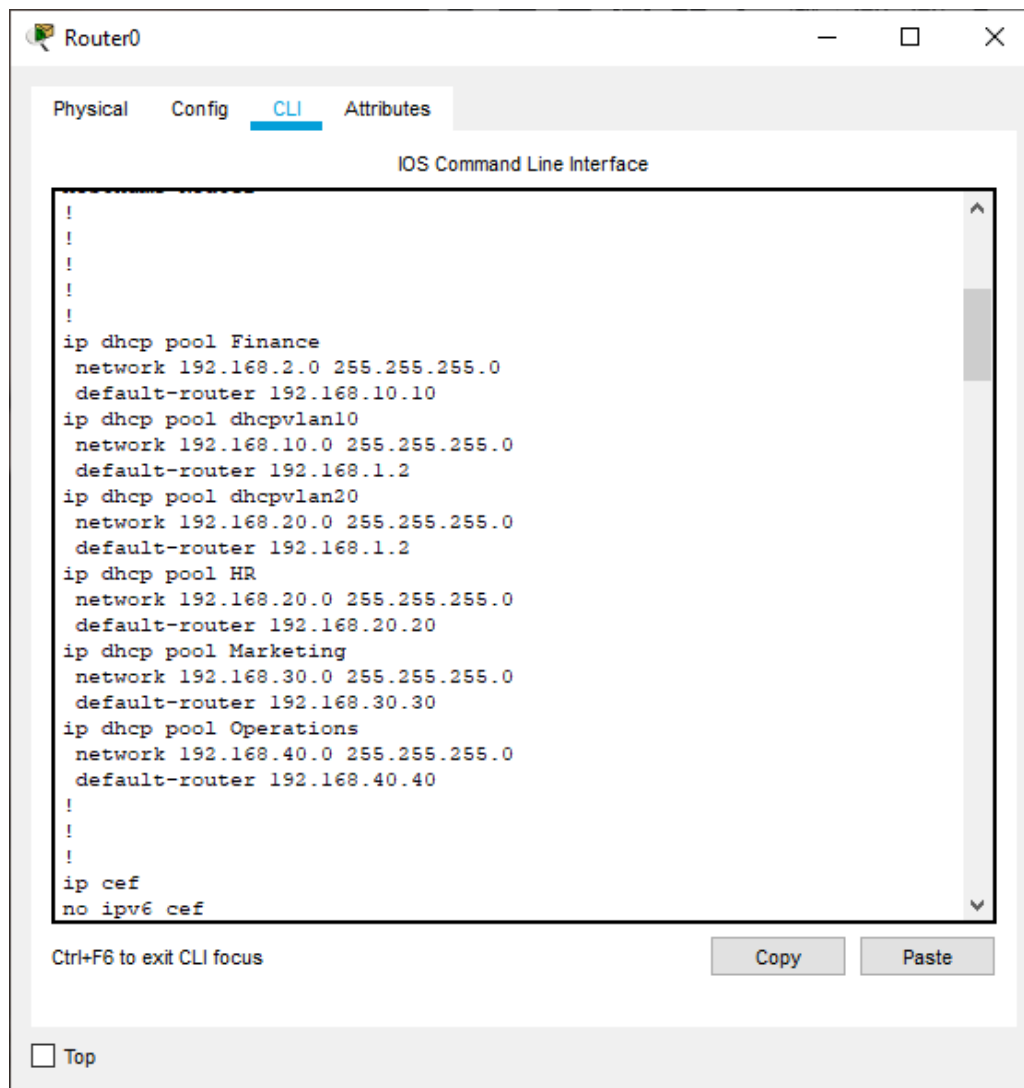 Router0
Physical Config CLI Attributes
IOS Command Line Interface
!
!
!
!
!
ip dhcp pool Finance
network 192.168.2.0 255.255.255.0
default-router 192.168.10.10
ip dhcp pool dhcpvlan10
network 192.168.10.0 255.255.255.0
default-router 192.168.1.2
ip dhcp pool dhcpvlan20
network 192.168.20.0 255.255.255.0
default-router 192.168.1.2
ip dhcp pool HR
network 192.168.20.0 255.255.255.0
default-router 192.168.20.20
ip dhcp pool Marketing
network 192.168.30.0 255.255.255.0
default-router 192.168.30.30
ip dhcp pool Operations
network 192.168.40.0 255.255.255.0
default-router 192.168.40.40
!
!
!
ip cef
no ipv6 cef
Ctrl+F6 to exit CLI focus Copy Paste
Top